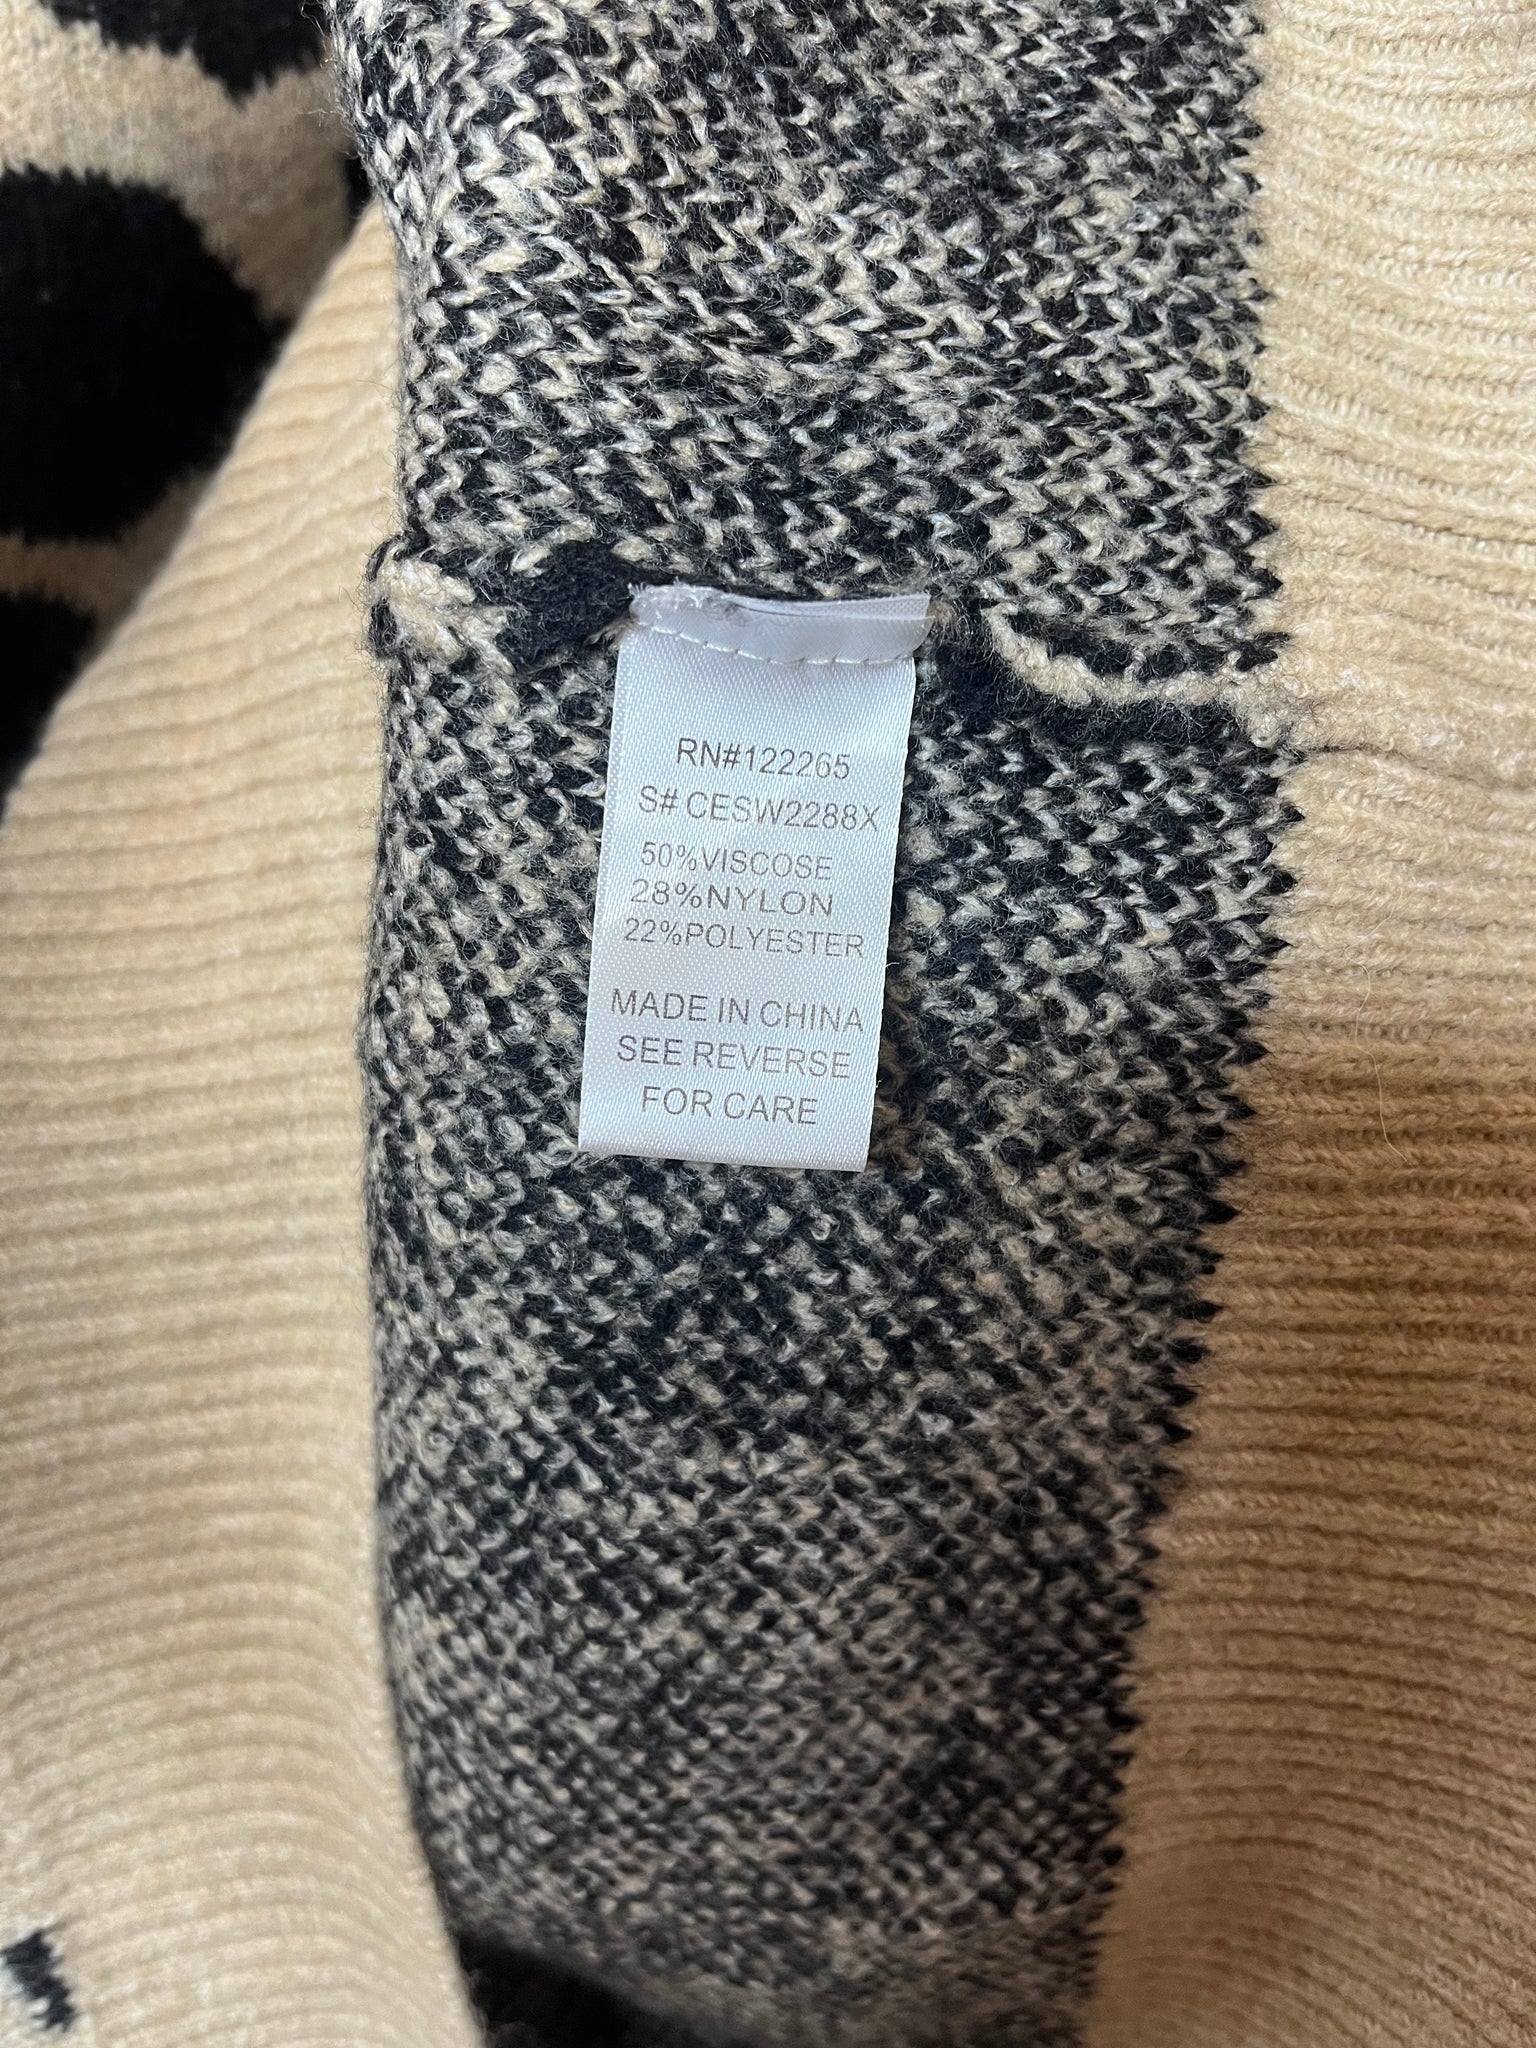 RN#122265
S# CESW2288X
50%VISCOSE
28%NYLON
22%POLYESTER
MADE IN CHINA
SEE REVERSE
FOR CARE